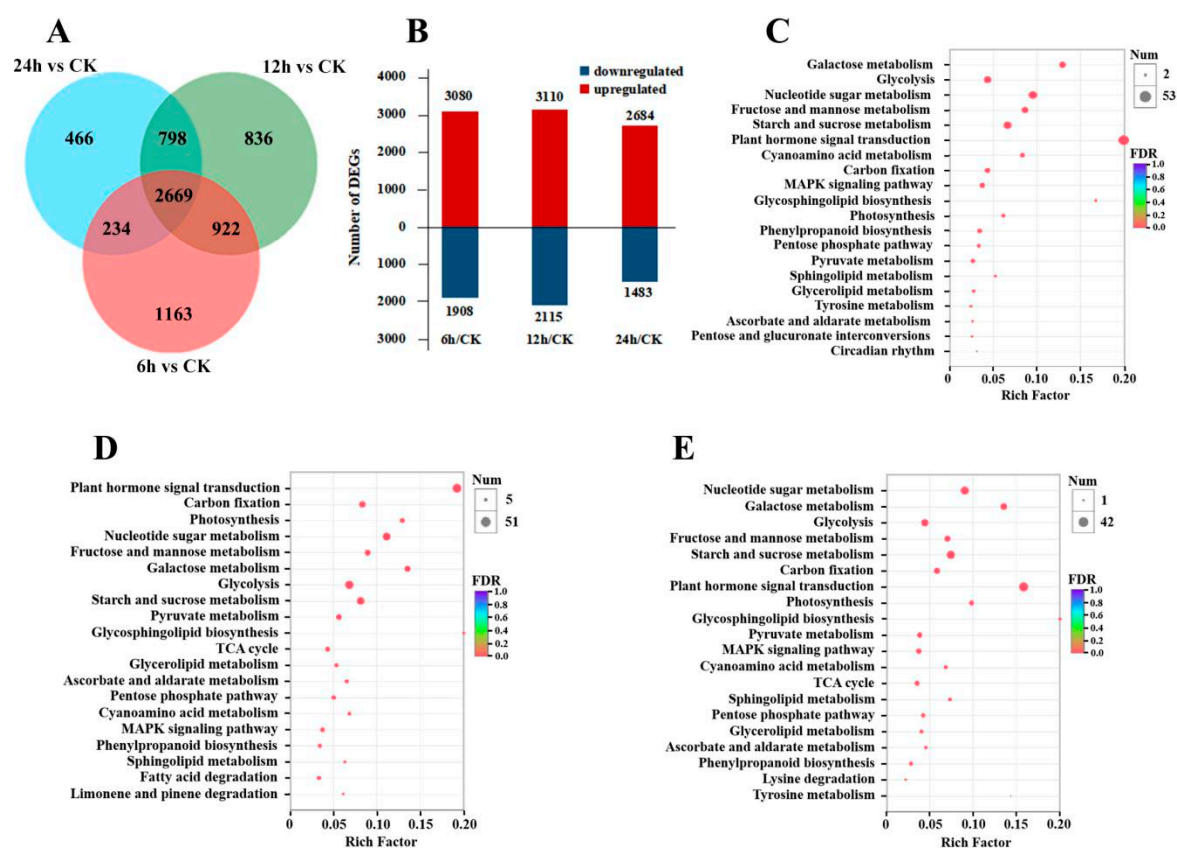 A
24h vs CK
12h vs CK
466
798
836
2669
234
922
1163
6h vs CK
B
downregulated
upregulated
Number of DEGs
4000
3000
2000
1000
0
1000
2000
3000
3080
3110
2684
1908
2115
1483
6h/CK
12h/CK
24h/CK
C
Galactose metabolism
Glycolysis
Nucleotide sugar metabolism
Fructose and mannose metabolism
Starch and sucrose metabolism
Plant hormone signal transduction
Cyanoamino acid metabolism
Carbon fixation
MAPK signaling pathway
Glycosphingolipid biosynthesis
Photosynthesis
Phenylpropanoid biosynthesis
Pentose phosphate pathway
Pyruvate metabolism
Sphingolipid metabolism
Glycerolipid metabolism
Tyrosine metabolism
Ascorbate and aldarate metabolism
Pentose and glucuronate interconversions
Circadian rhythm
0 0.05 0.10 0.15 0.20
Rich Factor
Num
2
53
FDR
1.0
0.8
0.6
0.4
0.2
0.0
D
Plant hormone signal transduction
Carbon fixation
Photosynthesis
Nucleotide sugar metabolism
Fructose and mannose metabolism
Galactose metabolism
Glycolysis
Starch and sucrose metabolism
Pyruvate metabolism
Glycosphingolipid biosynthesis
TCA cycle
Glycerolipid metabolism
Ascorbate and aldarate metabolism
Pentose phosphate pathway
Cyanoamino acid metabolism
MAPK signaling pathway
Phenylpropanoid biosynthesis
Sphingolipid metabolism
Fatty acid degradation
Limonene and pinene degradation
0 0.05 0.10 0.15 0.20
Rich Factor
Num
5
51
FDR
1.0
0.8
0.6
0.4
0.2
0.0
E
Nucleotide sugar metabolism
Galactose metabolism
Glycolysis
Fructose and mannose metabolism
Starch and sucrose metabolism
Carbon fixation
Plant hormone signal transduction
Photosynthesis
Glycosphingolipid biosynthesis
Pyruvate metabolism
MAPK signaling pathway
Cyanoamino acid metabolism
TCA cycle
Sphingolipid metabolism
Pentose phosphate pathway
Glycerolipid metabolism
Ascorbate and aldarate metabolism
Phenylpropanoid biosynthesis
Lysine degradation
Tyrosine metabolism
0 0.05 0.10 0.15 0.20
Rich Factor
Num
1
42
FDR
1.0
0.8
0.6
0.4
0.2
0.0